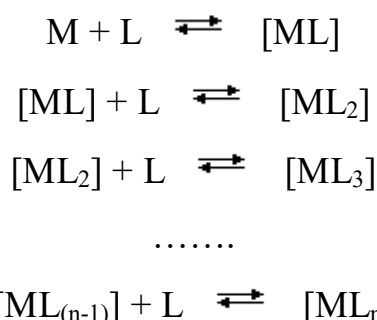 M + L ⇌ [ML]
[ML] + L ⇌ [ML₂]
[ML₂] + L ⇌ [ML₃]
…….
[ML₍ₙ₋₁₎] + L ⇌ [MLₙ